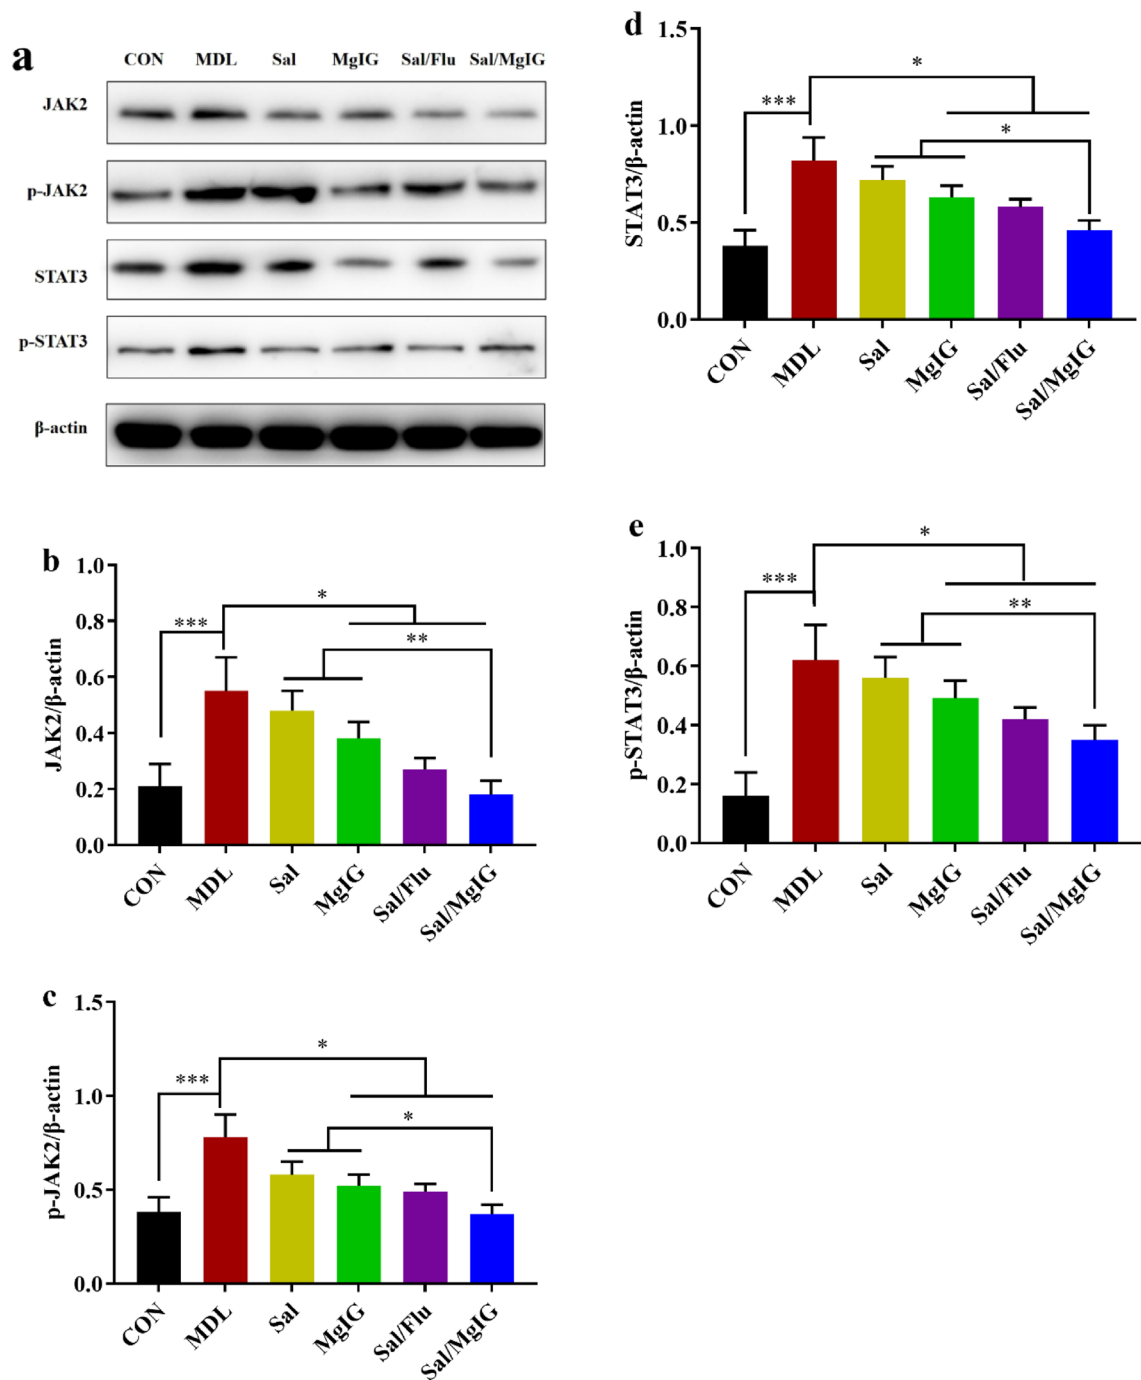 a
CON MDL Sal MgIG Sal/Flu Sal/MgIG
JAK2
p-JAK2
STAT3
p-STAT3
β-actin
b
JAK2/β-actin
1.0
0.8
0.6
0.4
0.2
0.0
***
*
**
CON MDL Sal MgIG Sal/Flu Sal/MgIG
c
p-JAK2/β-actin
1.5
1.0
0.5
0.0
***
*
*
CON MDL Sal MgIG Sal/Flu Sal/MgIG
d
STAT3/β-actin
1.5
1.0
0.5
0.0
***
*
*
CON MDL Sal MgIG Sal/Flu Sal/MgIG
e
p-STAT3/β-actin
1.0
0.8
0.6
0.4
0.2
0.0
***
*
**
CON MDL Sal MgIG Sal/Flu Sal/MgIG